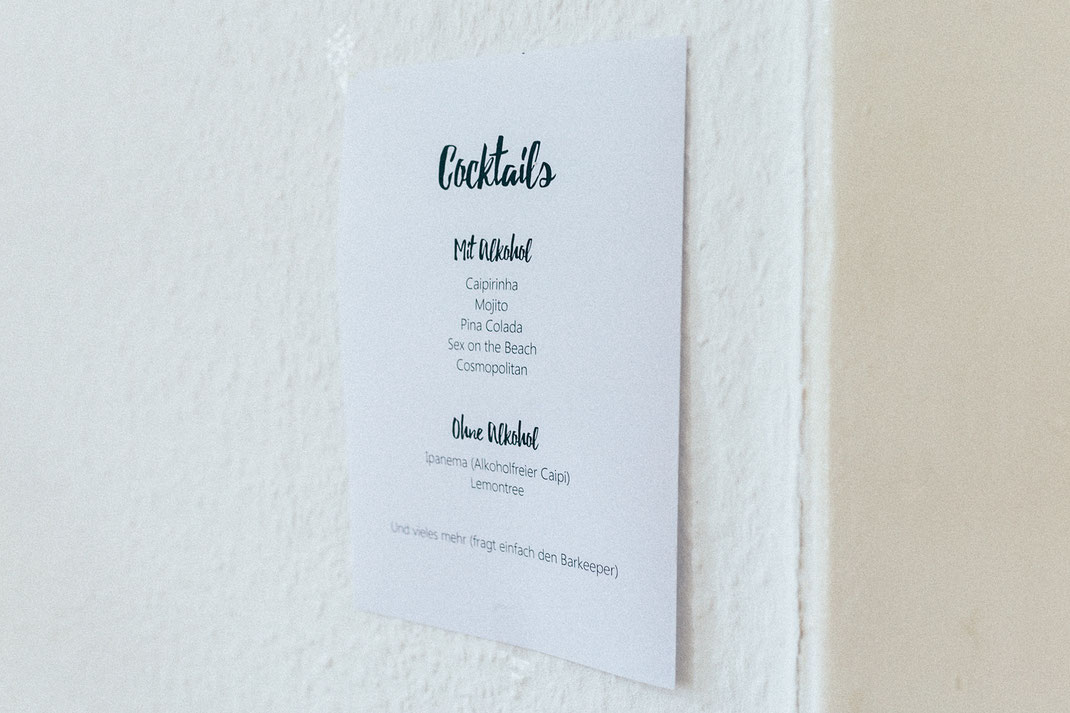 Cocktails
Mit Alkohol
Caipirinha
Mojito
Pina Colada
Sex on the Beach
Cosmopolitan
Ohne Alkohol
Ipanema (Alkoholfreier Caipi)
Lemontree
Und vieles mehr (fragt einfach den Barkeeper)